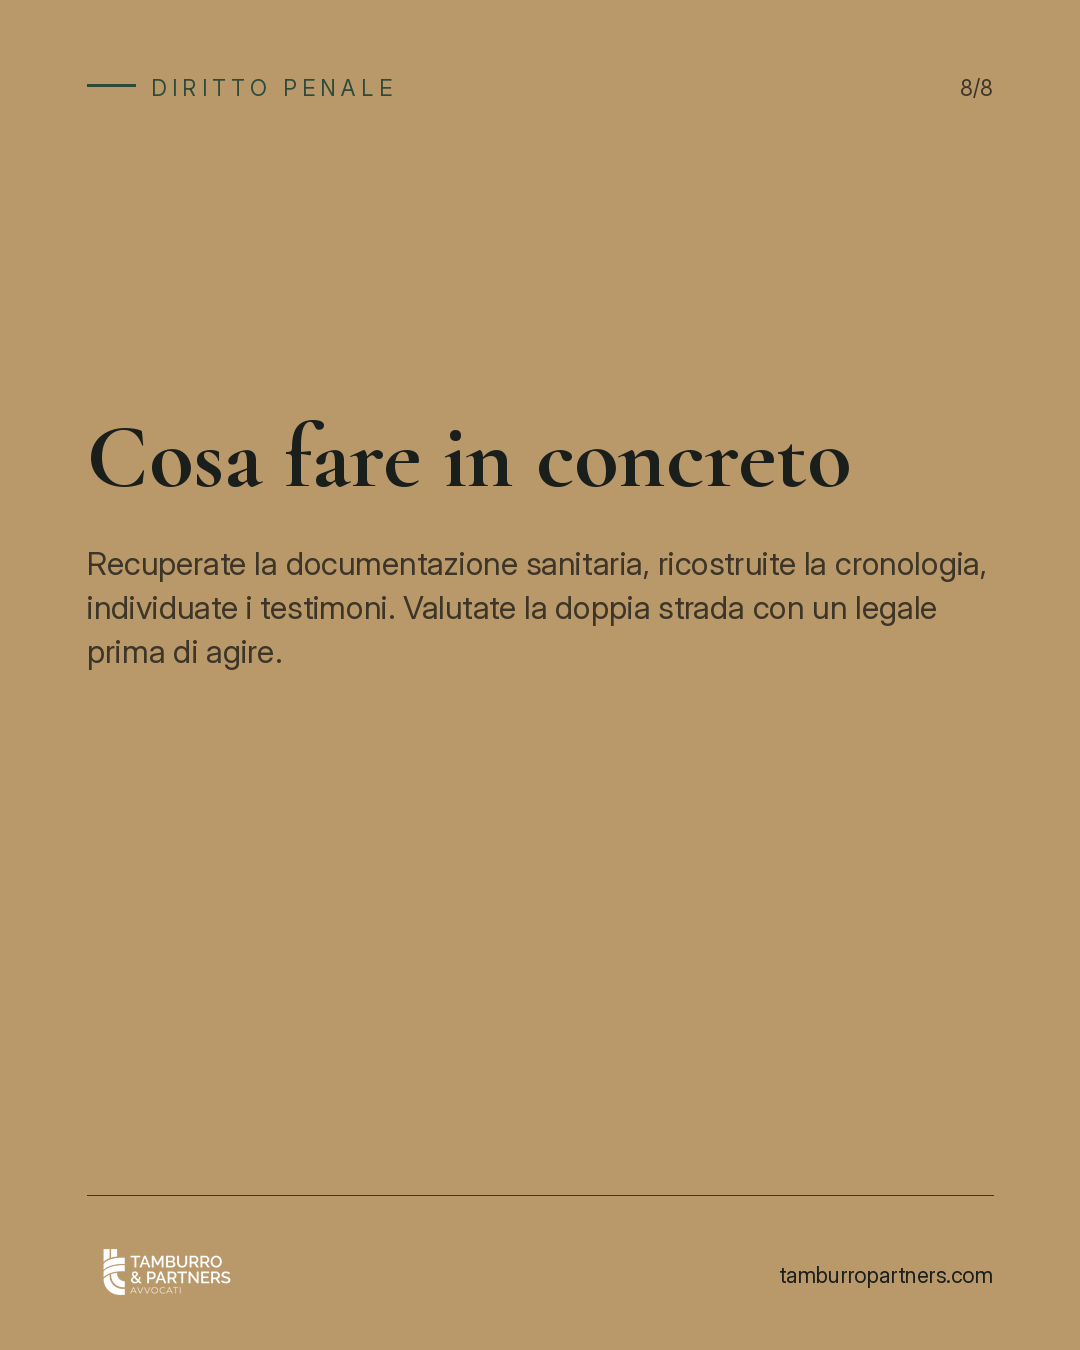 DIRITTO PENALE
8/8
Cosa fare in concreto
Recuperate la documentazione sanitaria, ricostruite la cronologia,
individuate i testimoni. Valutate la doppia strada con un legale
prima di agire.
TAMBURRO
& PARTNERS
AVVOCATI
tamburropartners.com